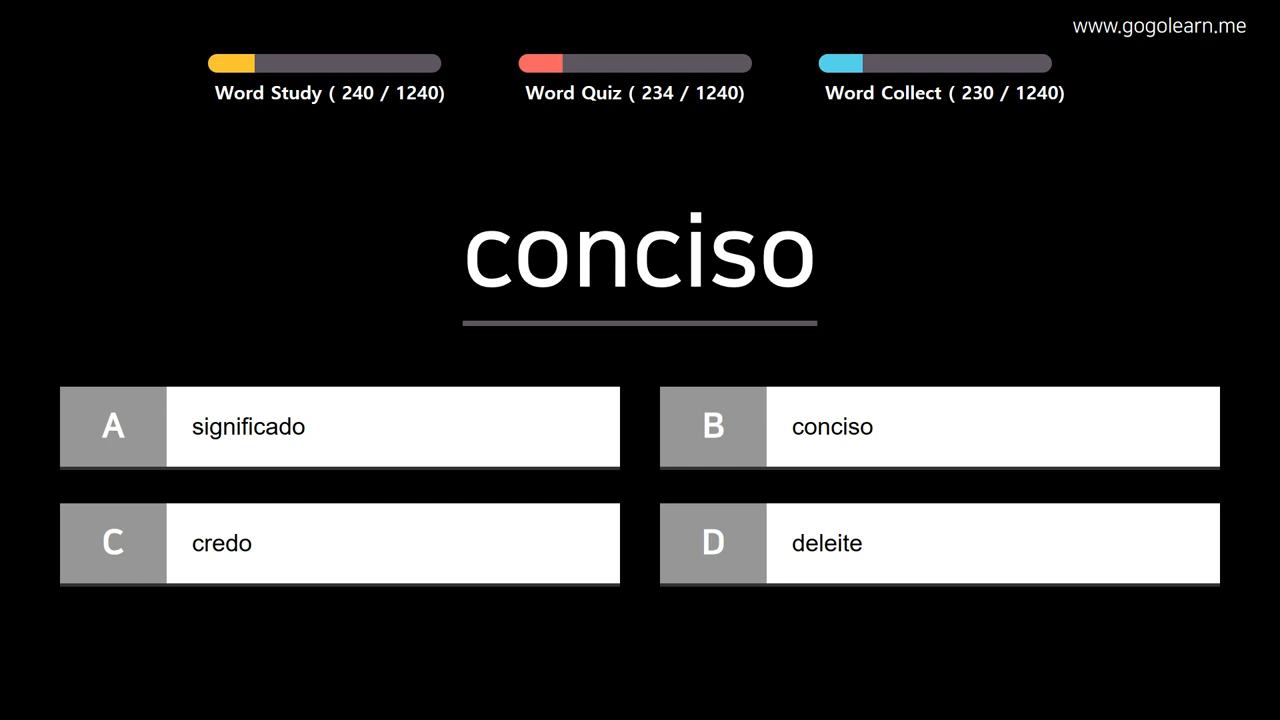 www.gogolearn.me
Word Study ( 240 / 1240)
Word Quiz ( 234 / 1240)
Word Collect ( 230 / 1240)
conciso
A significado
B conciso
C credo
D deleite